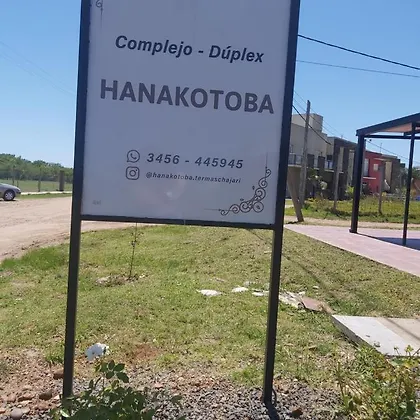 Complejo - Dúplex
HANAKOTOBA
3456 - 445945
@hanakotoba.termaschajari